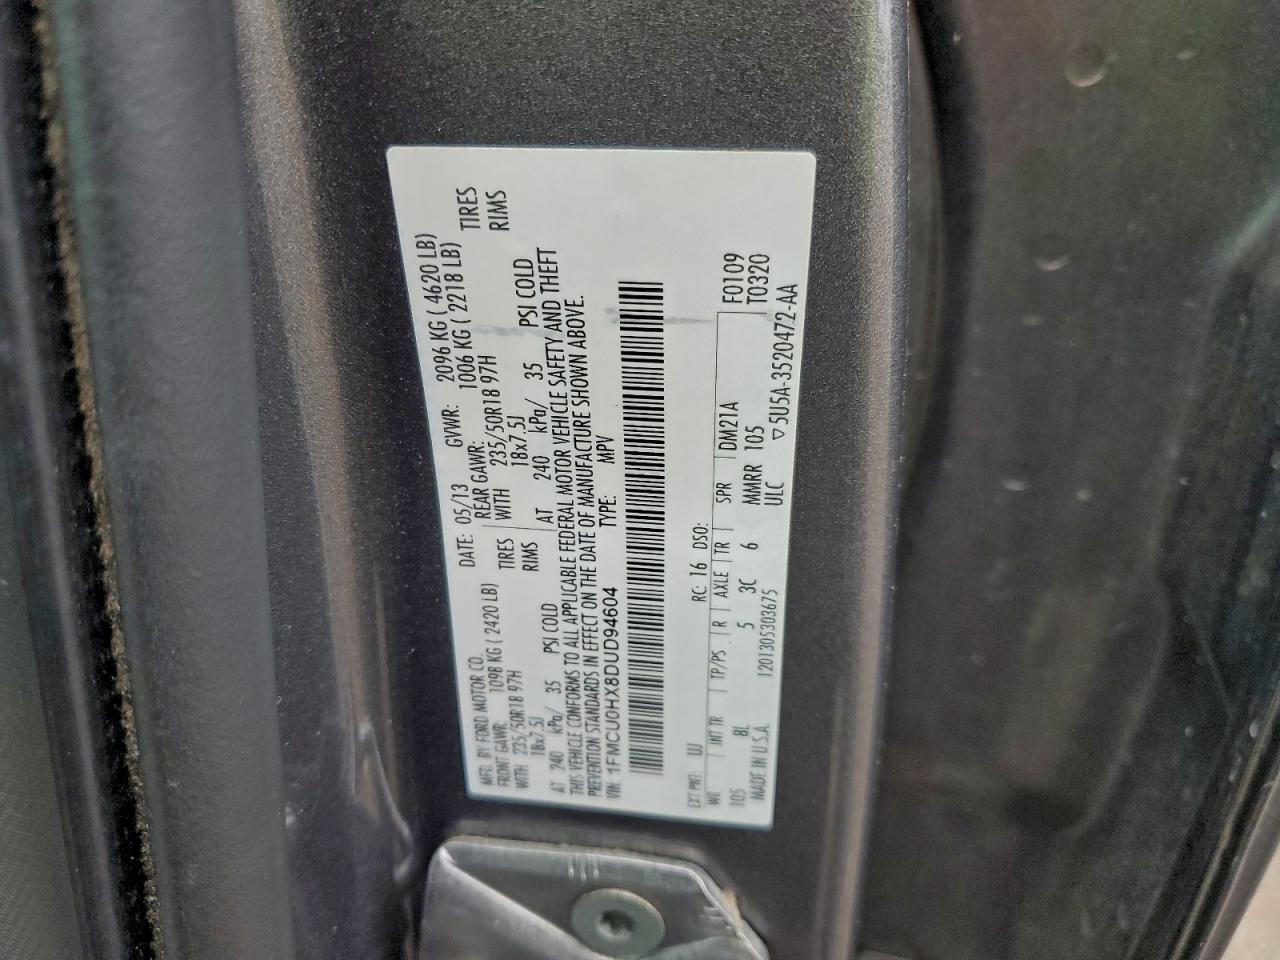 MFD. BY FORD MOTOR CO.
DATE: 05/13 GVWR: 2096 KG ( 4620 LB)
FRONT GAWR: 1098 KG ( 2420 LB) REAR GAWR: 1006 KG ( 2218 LB)
WITH 235/50R18 97H TIRES WITH 235/50R18 97H TIRES
18x7.5J RIMS 18x7.5J RIMS
AT 240 kPa/ 35 PSI COLD AT 240 kPa/ 35 PSI COLD
THIS VEHICLE CONFORMS TO ALL APPLICABLE FEDERAL MOTOR VEHICLE SAFETY AND THEFT
PREVENTION STANDARDS IN EFFECT ON THE DATE OF MANUFACTURE SHOWN ABOVE.
VIN: 1FMCU0HX8DUD94604 TYPE: MPV
EXT PNT: UJ RC: 16 DSO:
WB INT TR TP/PS R AXLE TR SPR DM21A F0109
105 8L 5 3C 6 MMRR 105 T0320
MADE IN U.S.A. 1201305303675 ULC ▽5U5A-3520472-AA